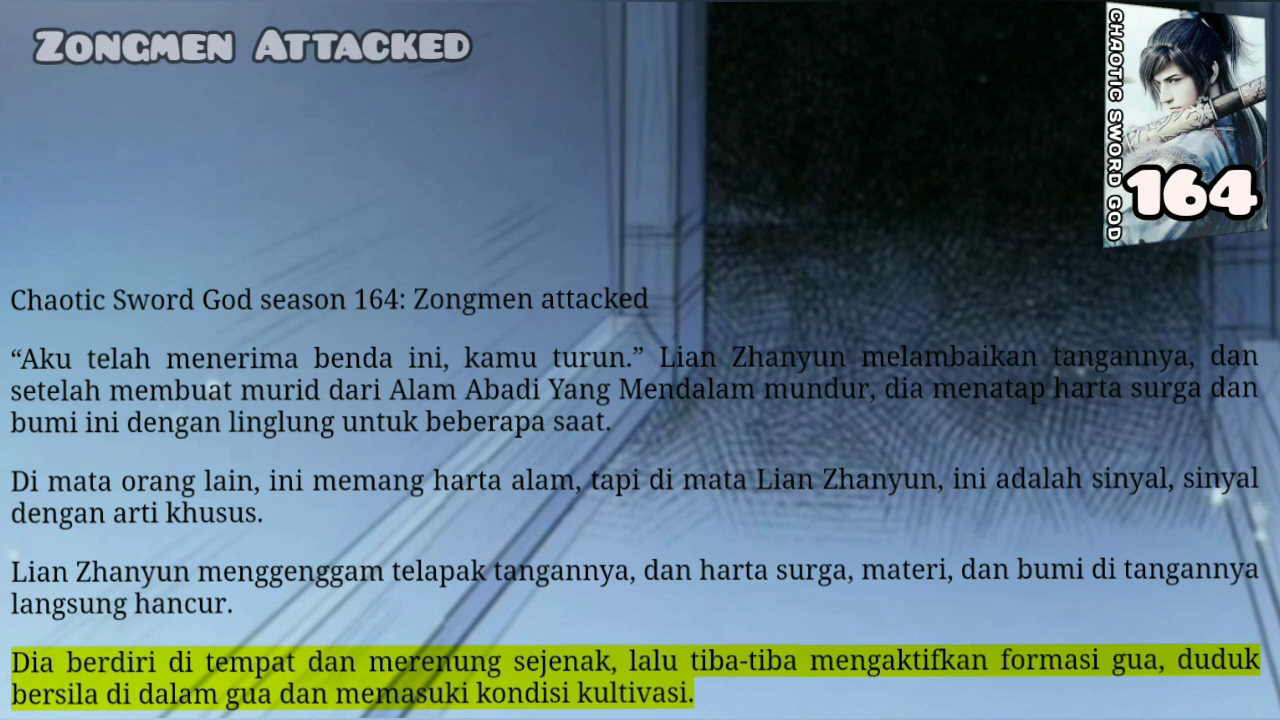 Zongmen Attacked
CHAOTIC SWORD GOD
164
Chaotic Sword God season 164: Zongmen attacked
“Aku telah menerima benda ini, kamu turun.” Lian Zhanyun melambaikan tangannya, dan
setelah membuat murid dari Alam Abadi Yang Mendalam mundur, dia menatap harta surga dan
bumi ini dengan linglung untuk beberapa saat.
Di mata orang lain, ini memang harta alam, tapi di mata Lian Zhanyun, ini adalah sinyal, sinyal
dengan arti khusus.
Lian Zhanyun menggenggam telapak tangannya, dan harta surga, materi, dan bumi di tangannya
langsung hancur.
Dia berdiri di tempat dan merenung sejenak, lalu tiba-tiba mengaktifkan formasi gua, duduk
bersila di dalam gua dan memasuki kondisi kultivasi.